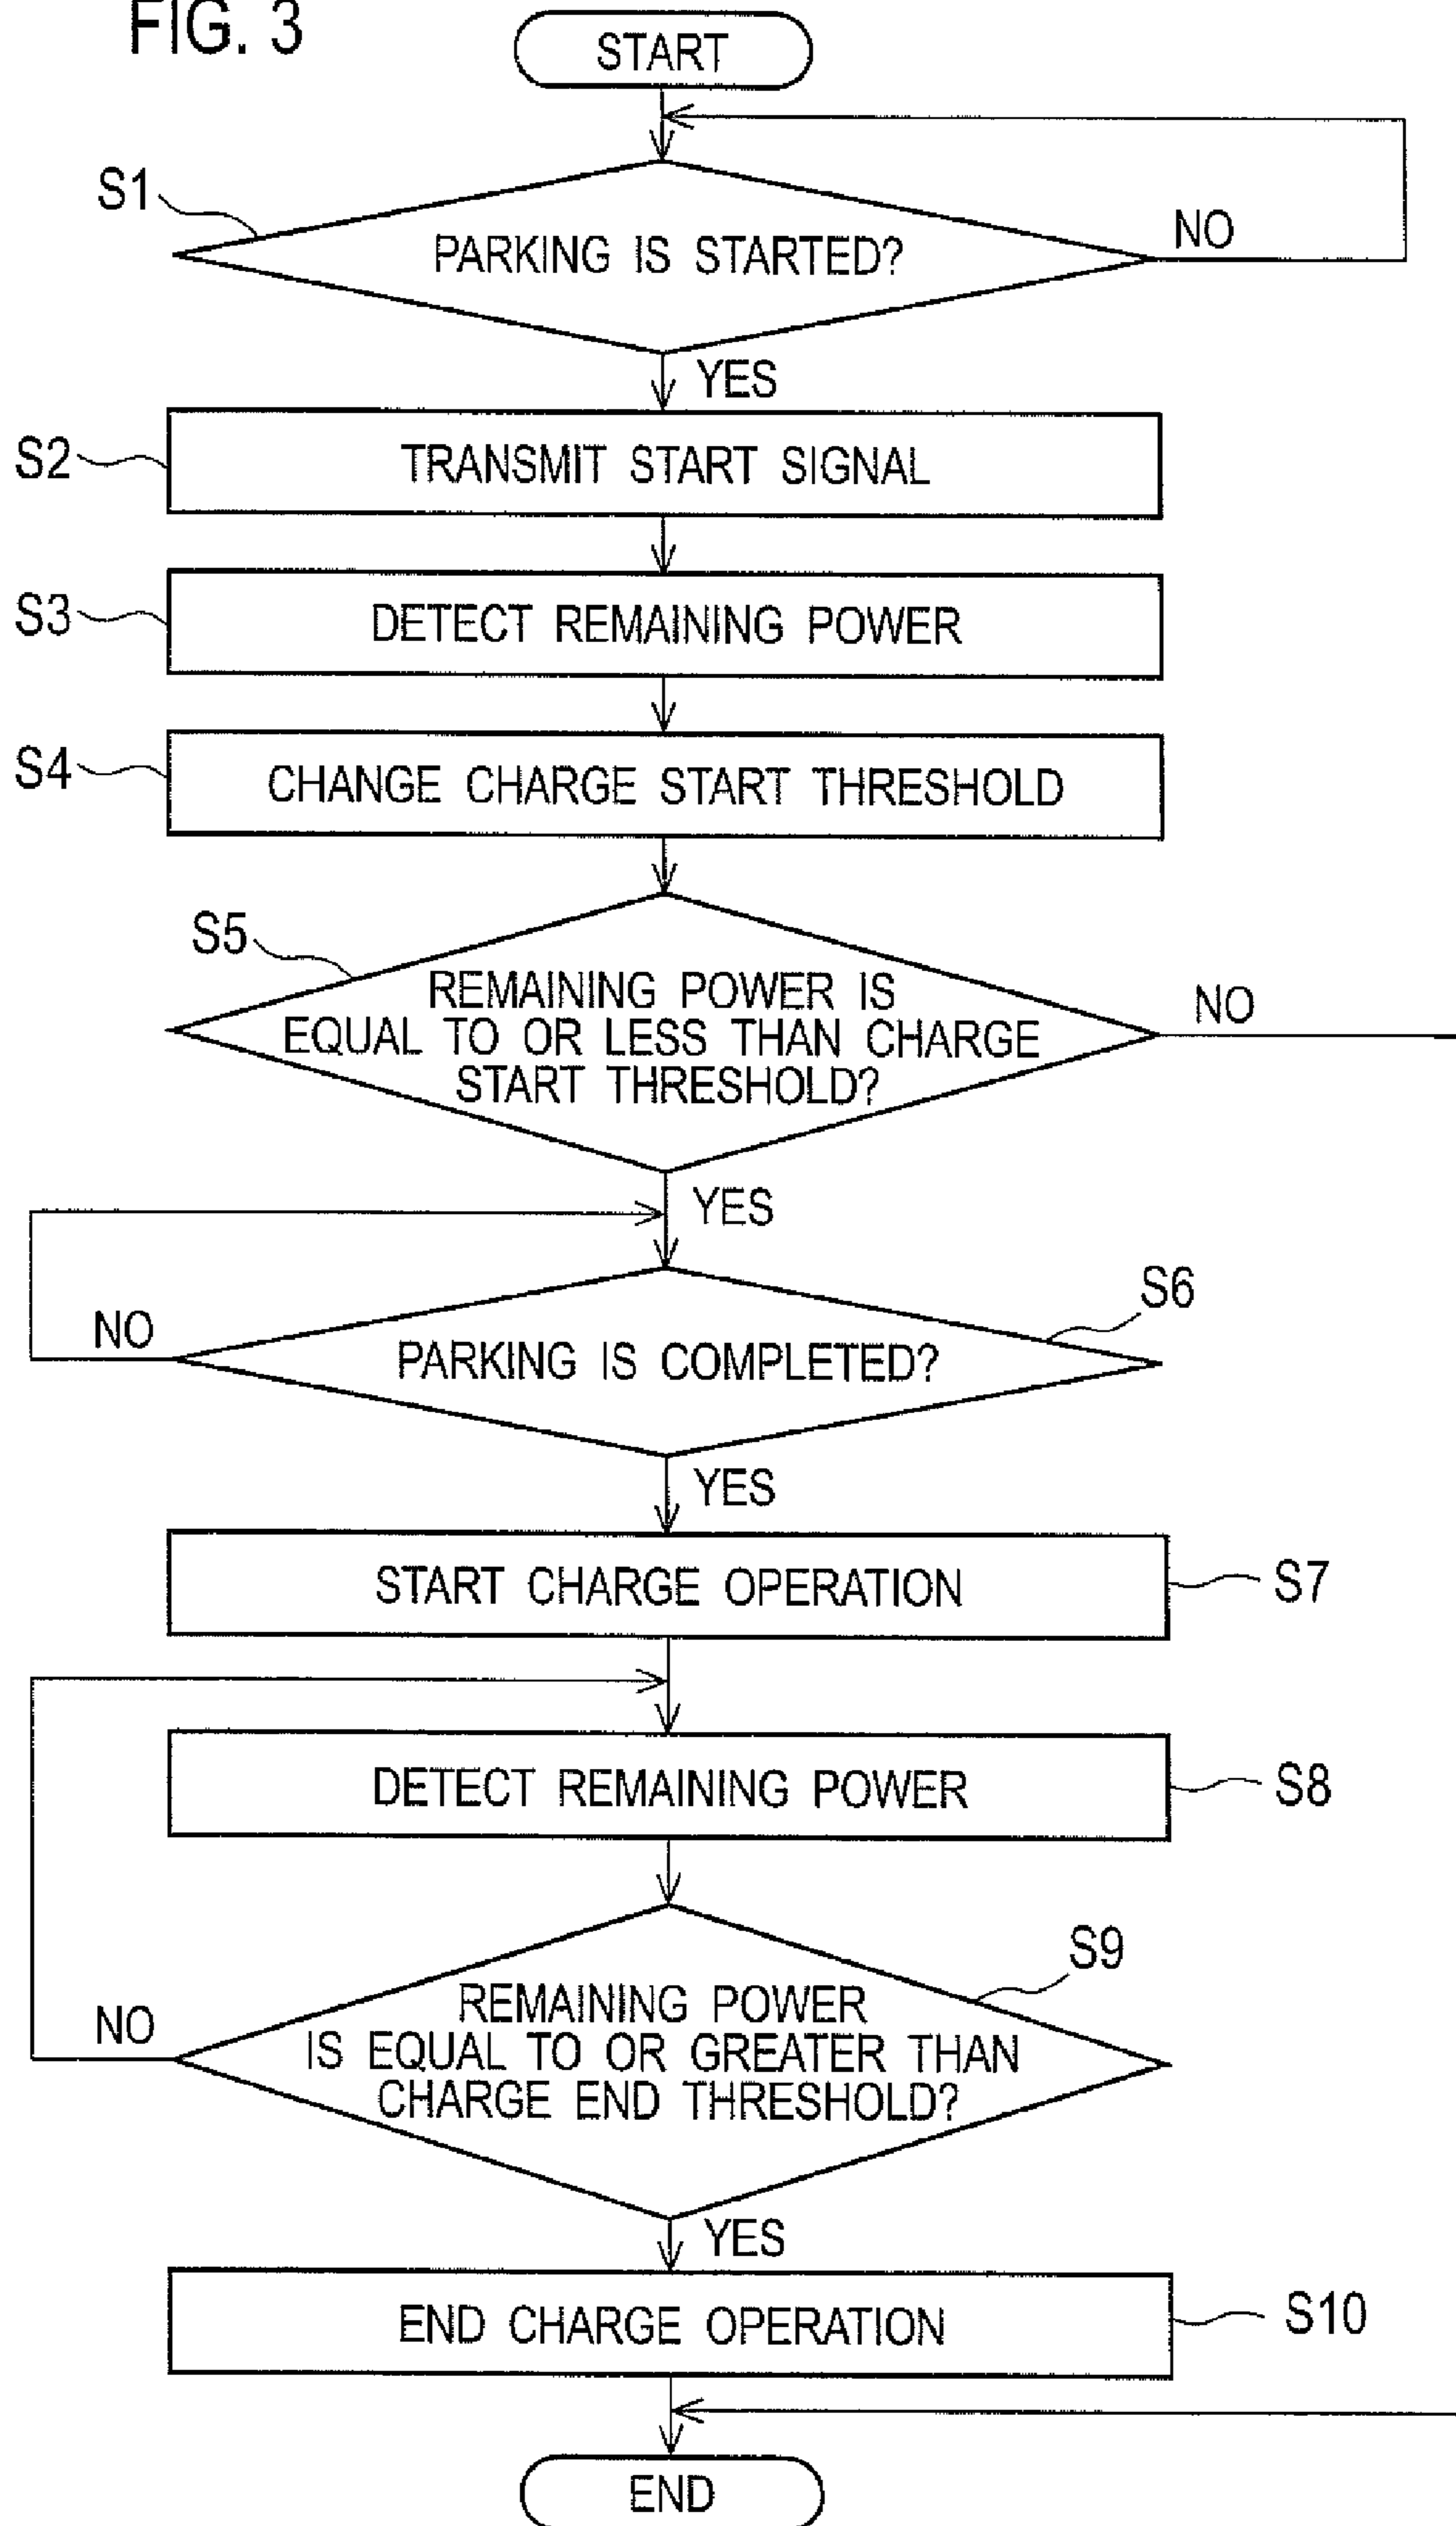 FIG. 3
START
S1
PARKING IS STARTED?
NO
YES
S2
TRANSMIT START SIGNAL
S3
DETECT REMAINING POWER
S4
CHANGE CHARGE START THRESHOLD
S5
REMAINING POWER IS
EQUAL TO OR LESS THAN CHARGE
START THRESHOLD?
NO
YES
S6
NO
PARKING IS COMPLETED?
YES
START CHARGE OPERATION
S7
DETECT REMAINING POWER
S8
S9
NO
REMAINING POWER
IS EQUAL TO OR GREATER THAN
CHARGE END THRESHOLD?
YES
END CHARGE OPERATION
S10
END